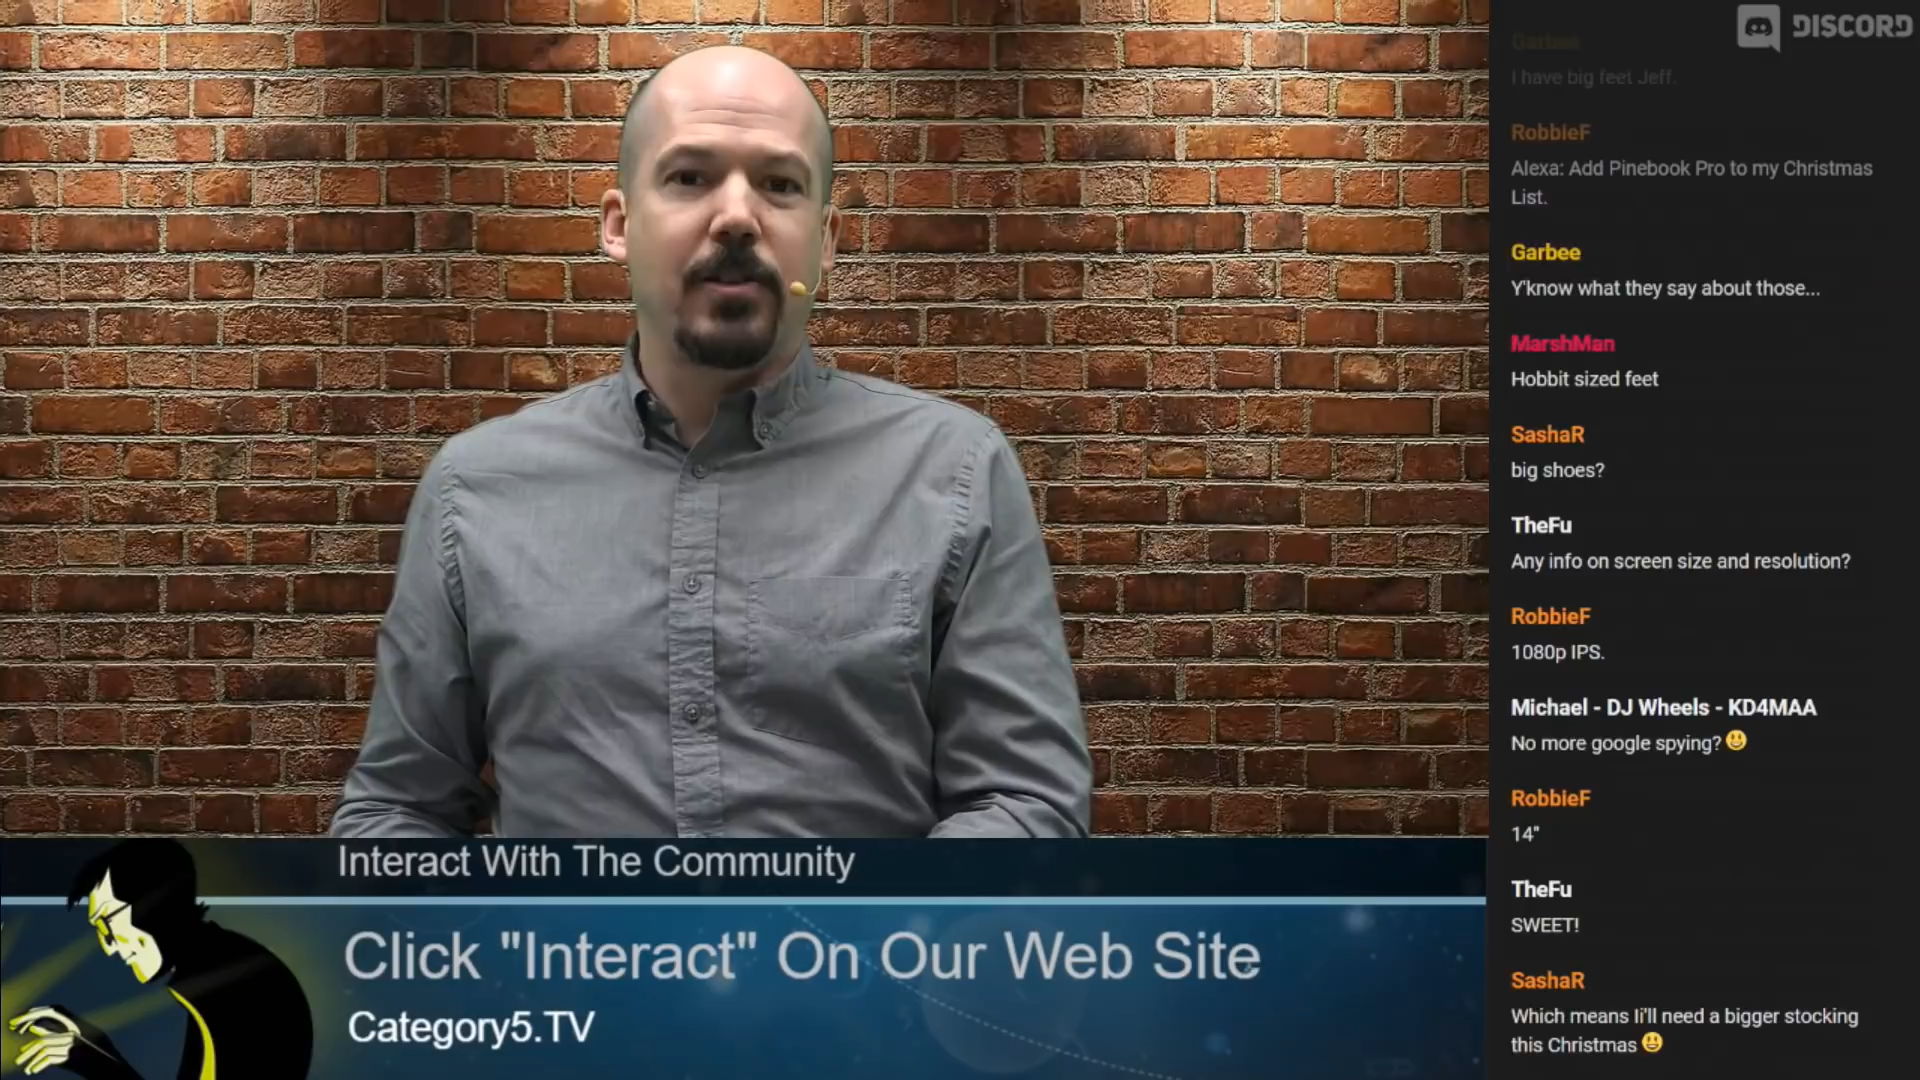 DISCORD
Garbee
I have big feet Jeff.
RobbieF
Alexa: Add Pinebook Pro to my Christmas
List.
Garbee
Y'know what they say about those...
MarshMan
Hobbit sized feet
SashaR
big shoes?
TheFu
Any info on screen size and resolution?
RobbieF
1080p IPS.
Michael - DJ Wheels - KD4MAA
No more google spying? 😃
RobbieF
14"
TheFu
SWEET!
SashaR
Which means Ii'll need a bigger stocking
this Christmas 😃
Interact With The Community
Click "Interact" On Our Web Site
Category5.TV